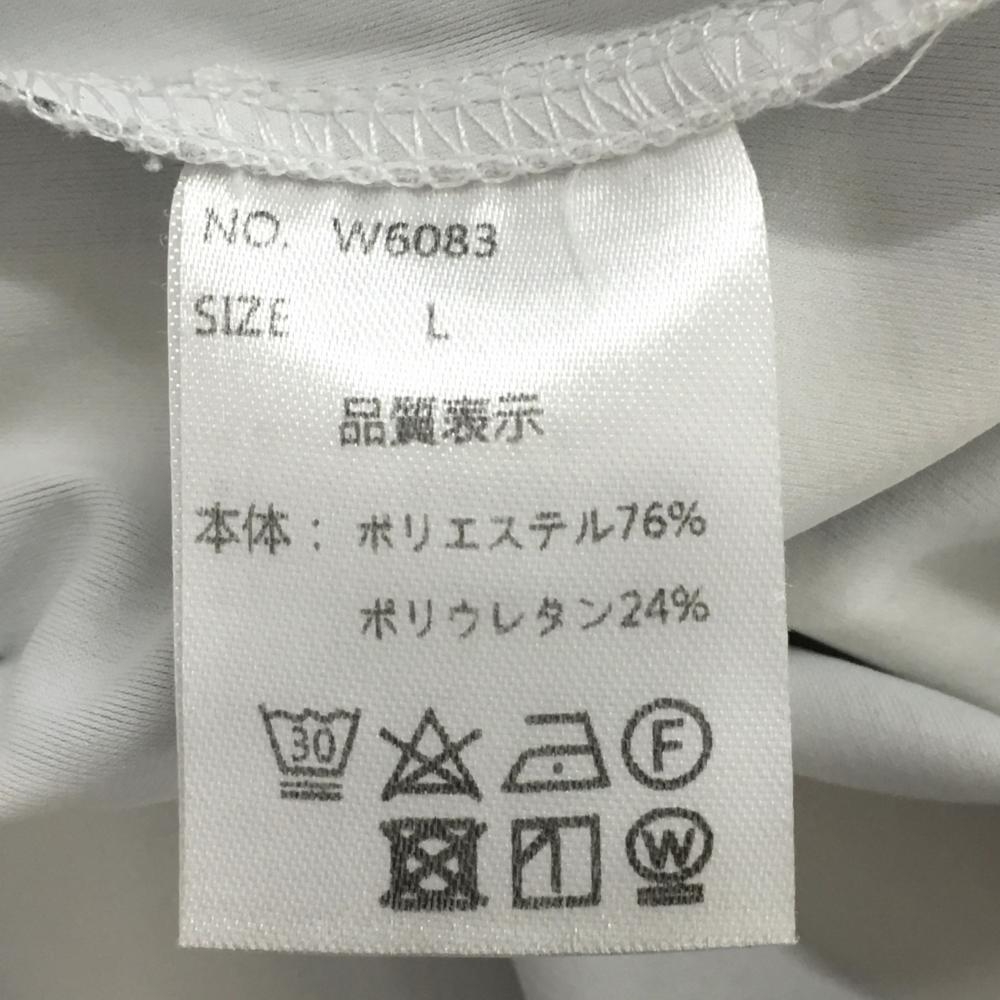 NO. W6083
SIZE L
品質表示
本体： ポリエステル76%
ポリウレタン24%
30
F
W